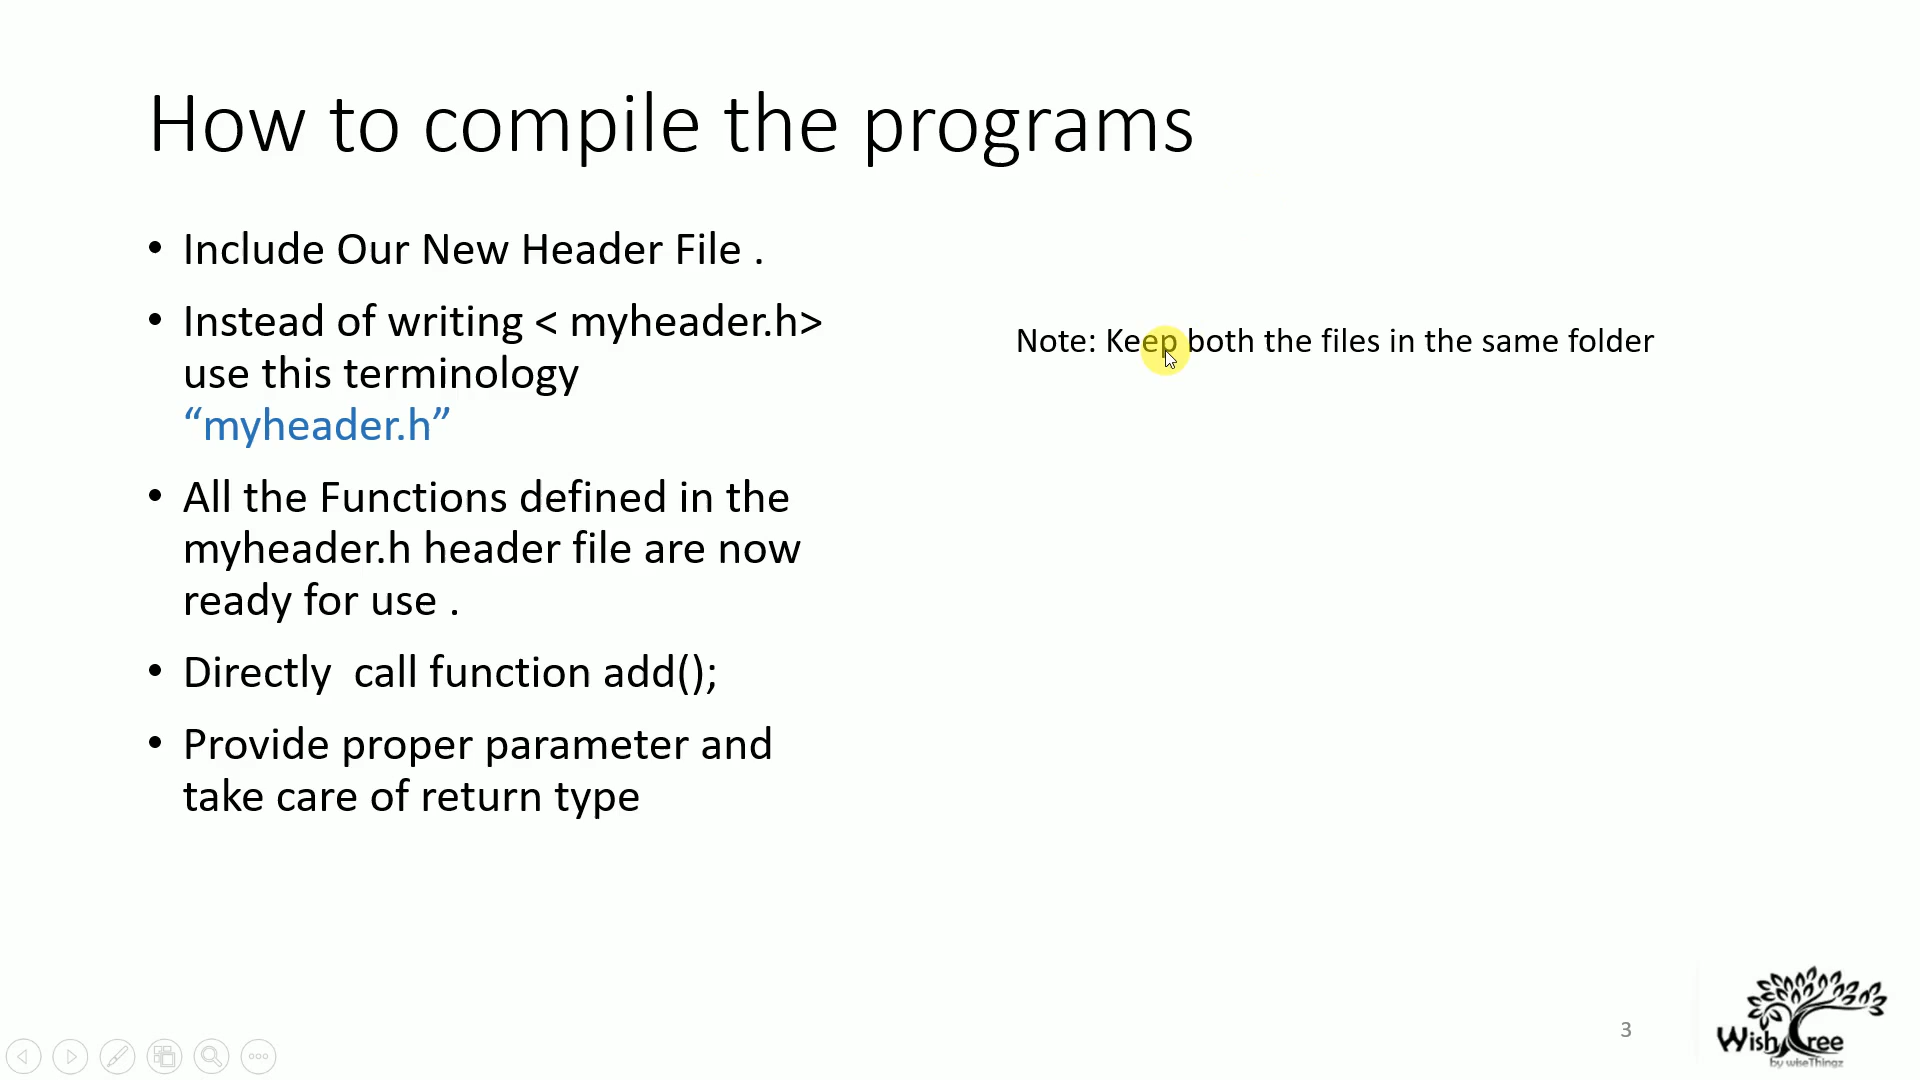 How to compile the programs
• Include Our New Header File .
• Instead of writing < myheader.h>
use this terminology
“myheader.h”
• All the Functions defined in the
myheader.h header file are now
ready for use .
• Directly  call function add();
• Provide proper parameter and
take care of return type
Note: Keep both the files in the same folder
3
Wish Tree
by wiseThingz